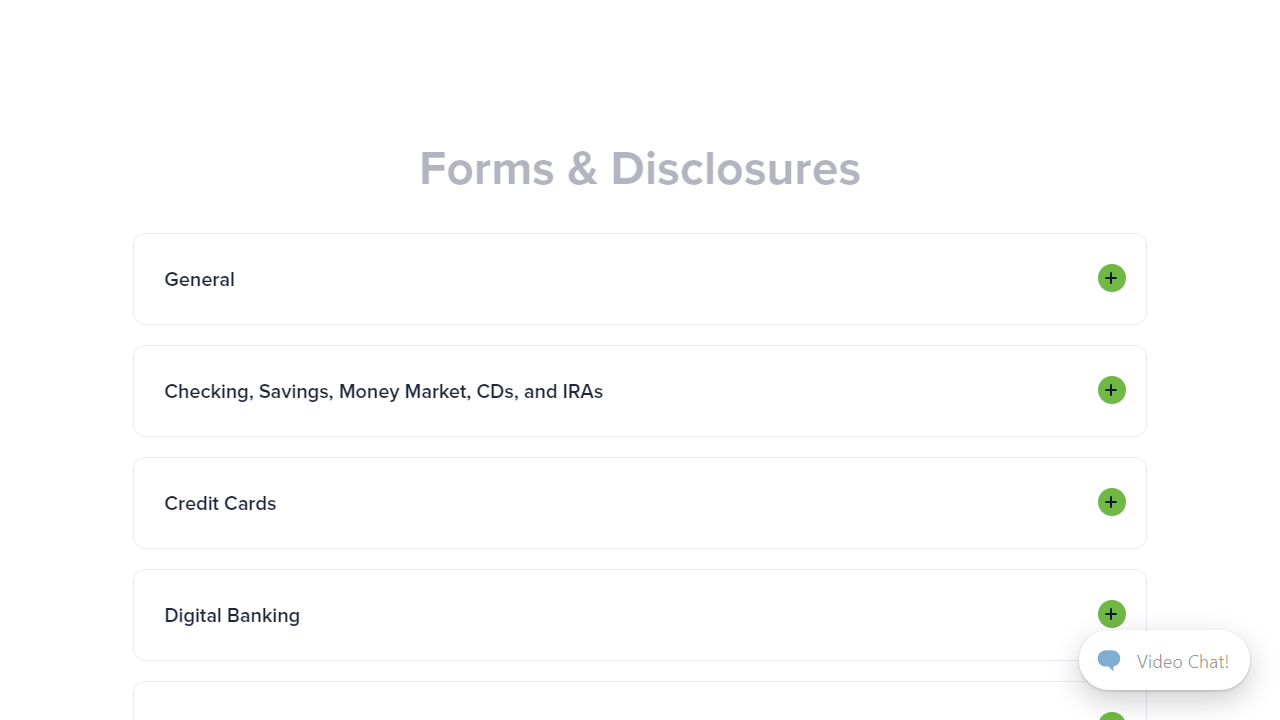 Forms & Disclosures
General
Checking, Savings, Money Market, CDs, and IRAs
Credit Cards
Digital Banking
Video Chat!